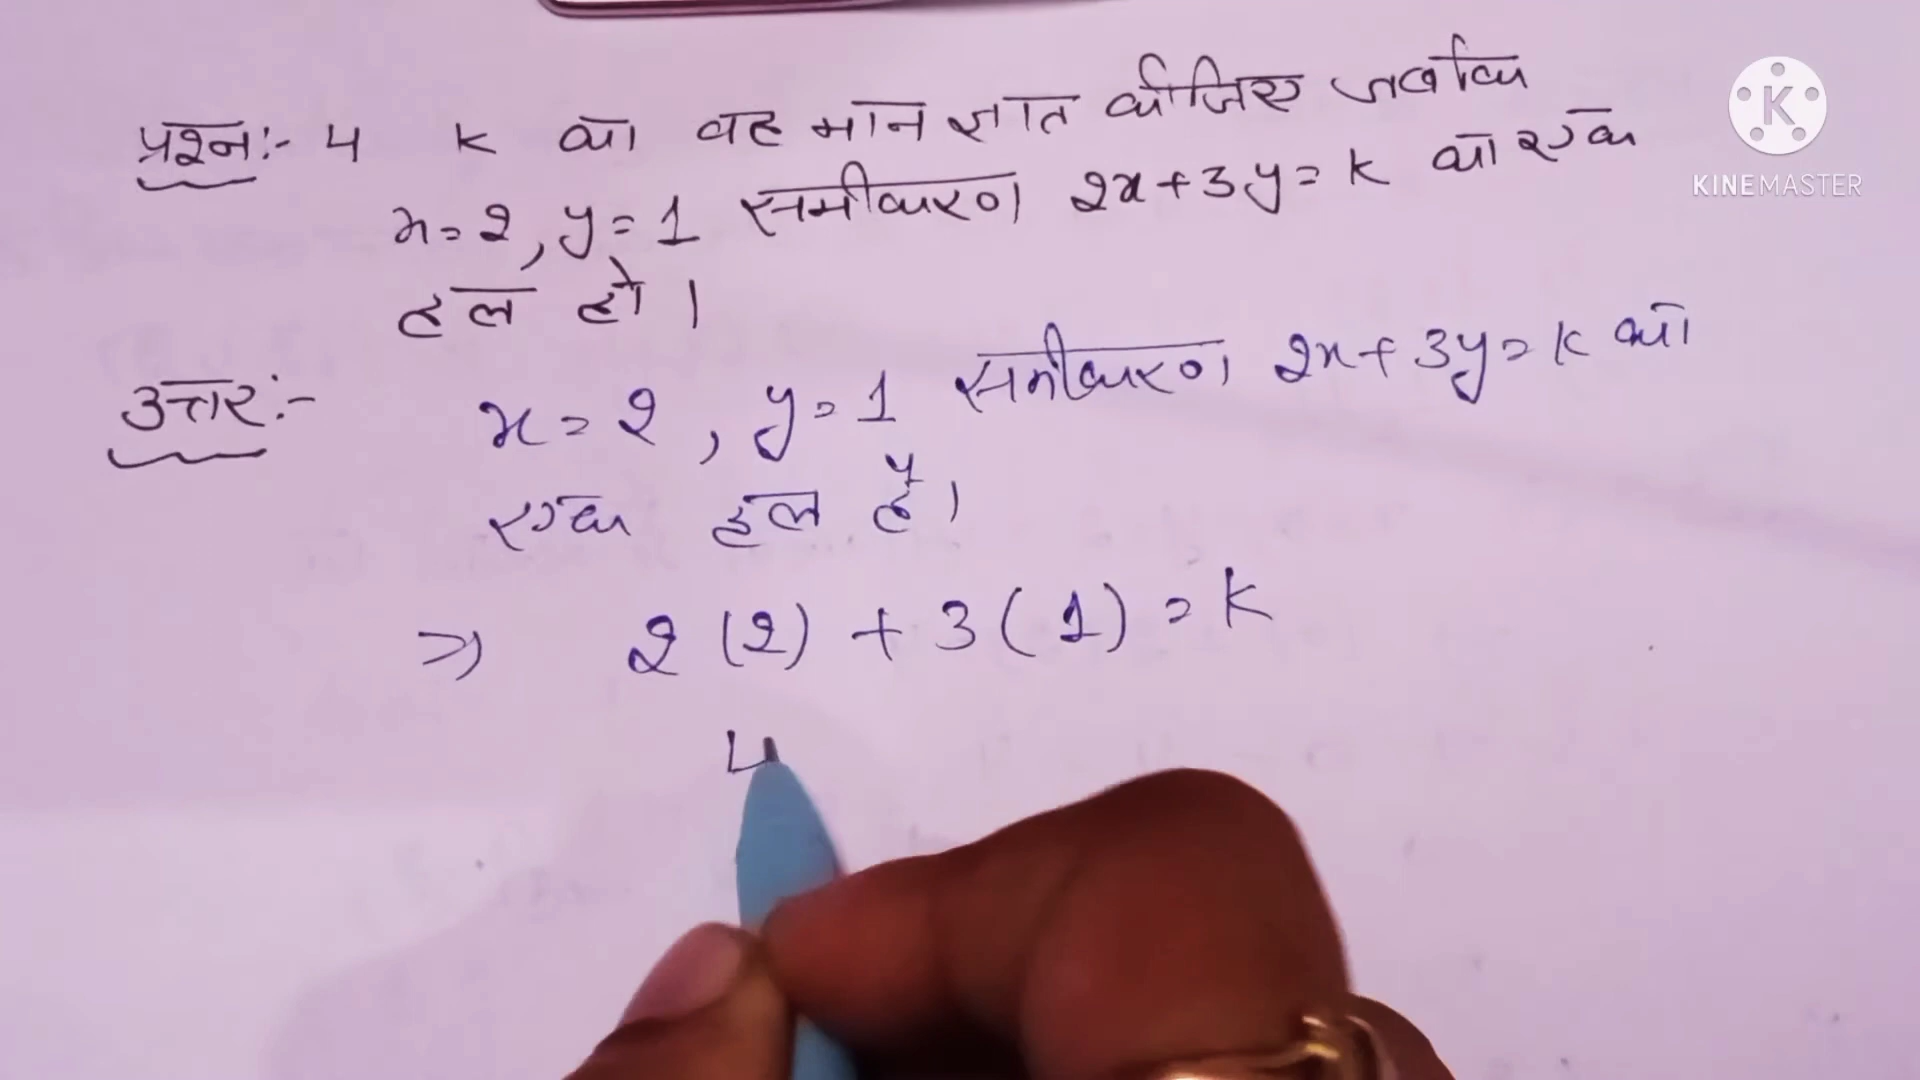 प्रश्न:- 4 K का वह मान ज्ञात कीजिए जबकि
x=2, y=1 समीकरण 2x+3y=k का एक
हल हो।
उत्तर:- x=2, y=1 समीकरण 2x+3y=k का
एक हल है।
⇒ 2(2)+3(1)=k
4
K
KINEMASTER